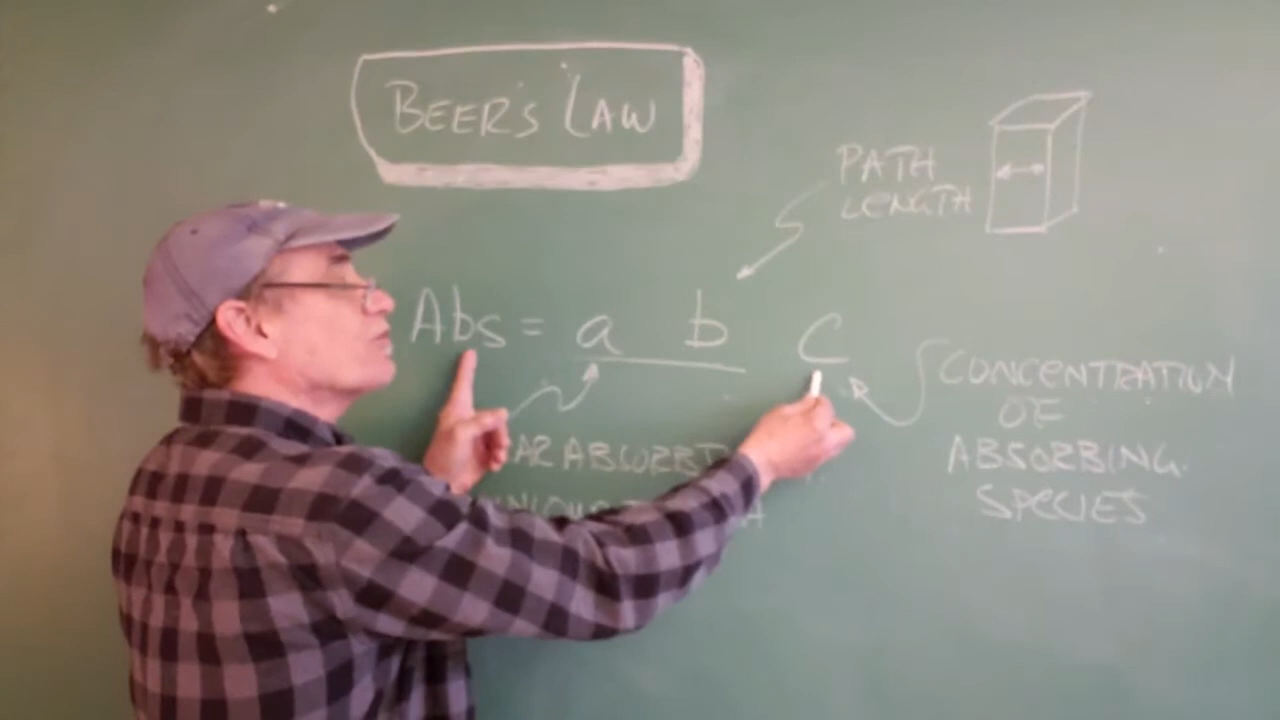 BEER'S LAW
PATH
LENGTH
Abs = a b c
CONCENTRATION
OF
ABSORBING
SPECIES